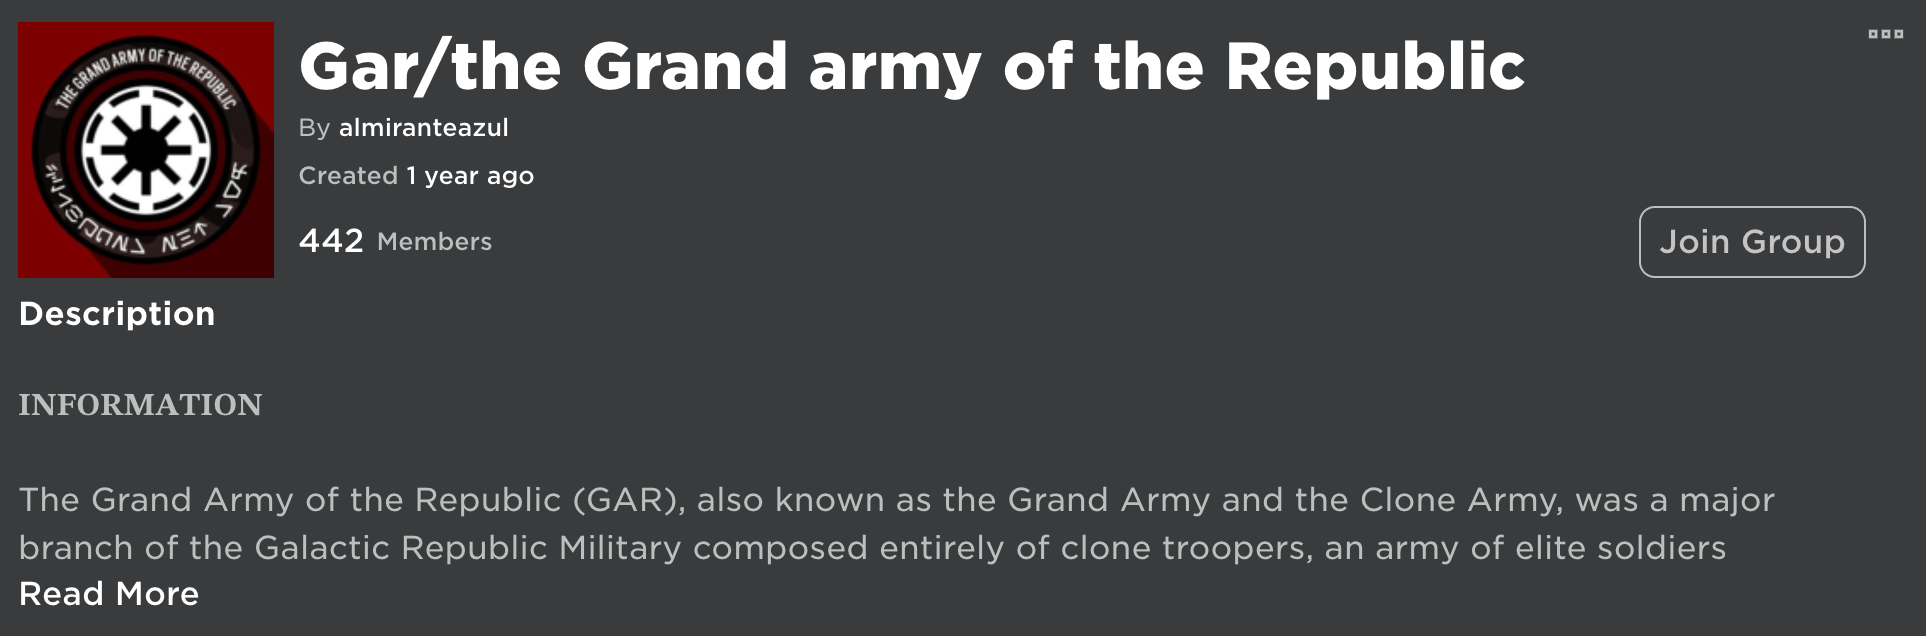 THE GRAND ARMY OF THE REPUBLIC
Gar/the Grand army of the Republic
By almiranteazul
Created 1 year ago
442 Members
Join Group
Description
INFORMATION
The Grand Army of the Republic (GAR), also known as the Grand Army and the Clone Army, was a major
branch of the Galactic Republic Military composed entirely of clone troopers, an army of elite soldiers
Read More